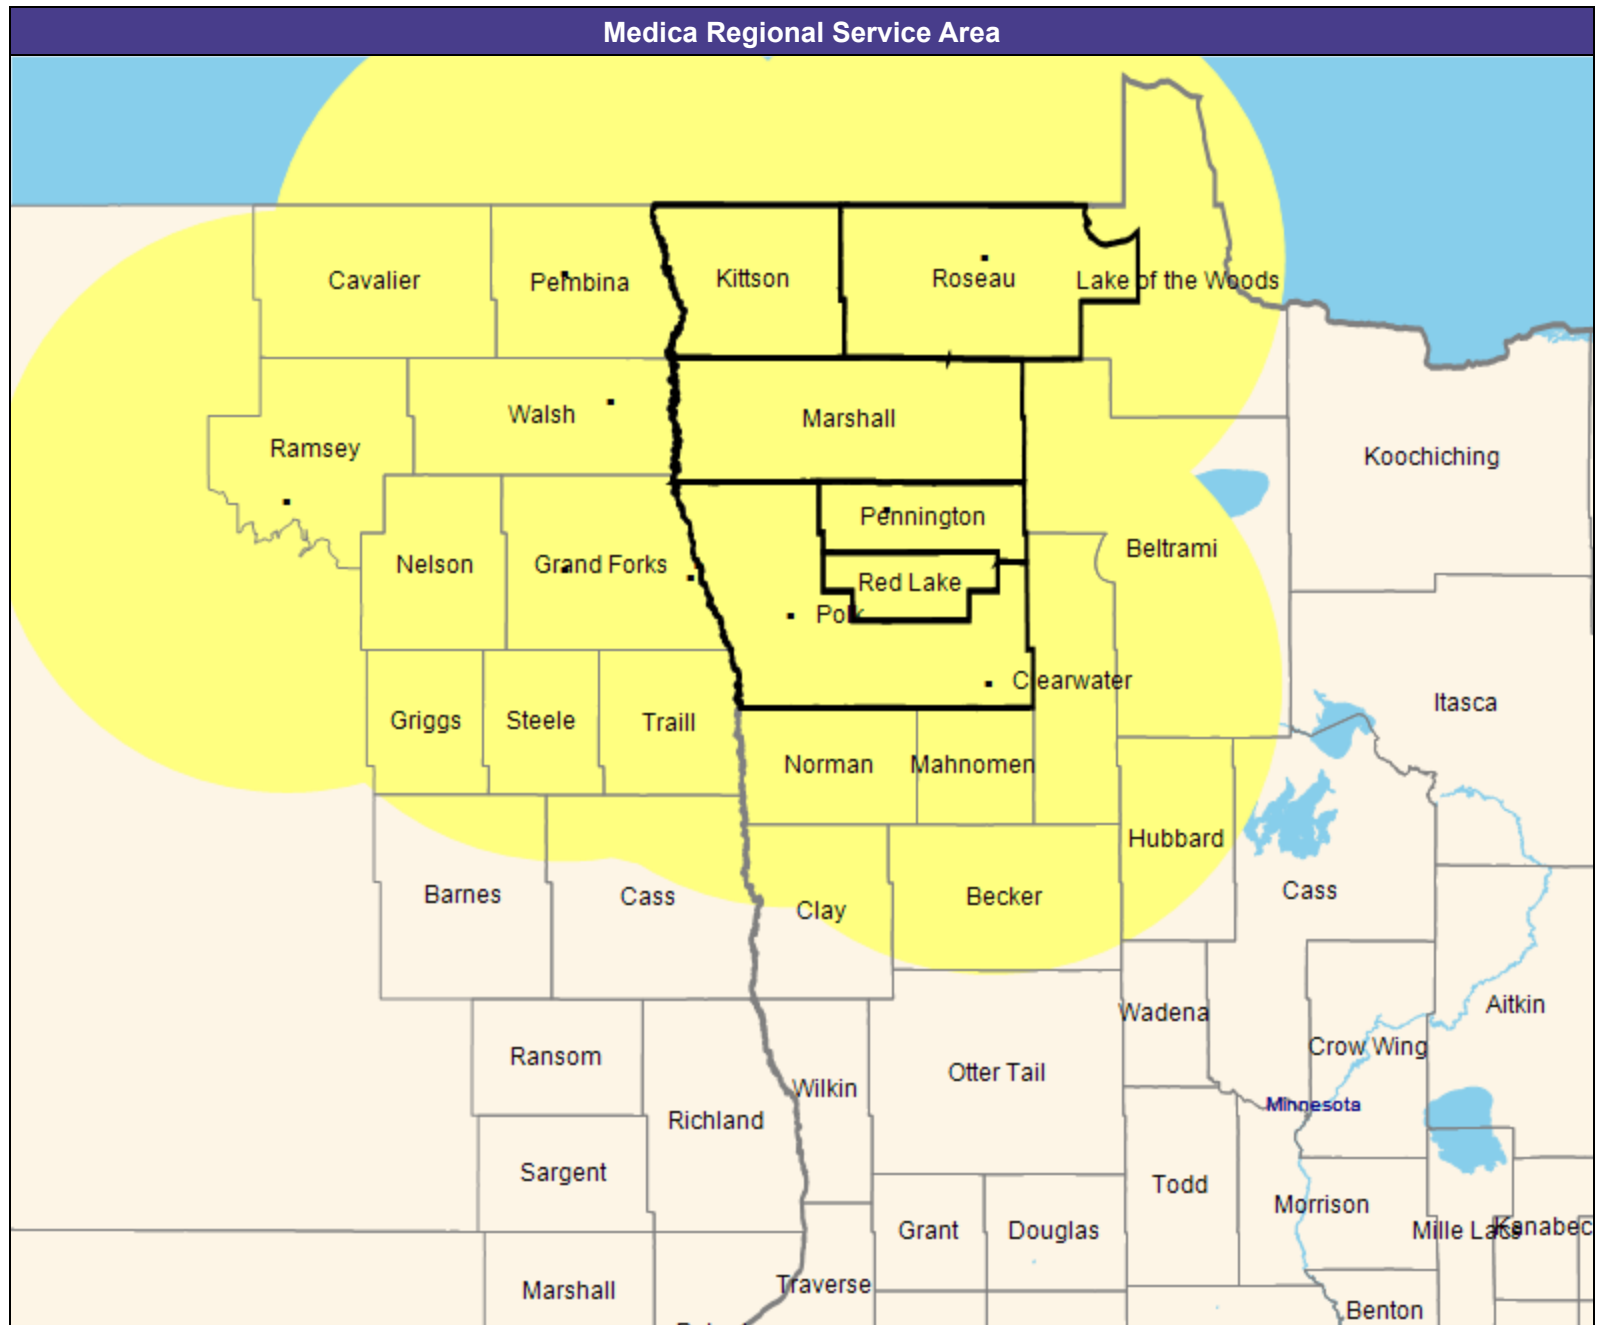 Medica Regional Service Area
Cavalier
Pembina
Kittson
Roseau
Lake of the Woods
Walsh
Marshall
Ramsey
Koochiching
Pennington
Beltrami
Nelson
Grand Forks
Red Lake
Polk
Clearwater
Itasca
Griggs
Steele
Traill
Norman
Mahnomen
Hubbard
Barnes
Cass
Clay
Becker
Cass
Wadena
Aitkin
Ransom
Crow Wing
Otter Tail
Wilkin
Minnesota
Richland
Sargent
Todd
Morrison
Grant
Douglas
Mille Lacs
Kanabec
Marshall
Traverse
Benton